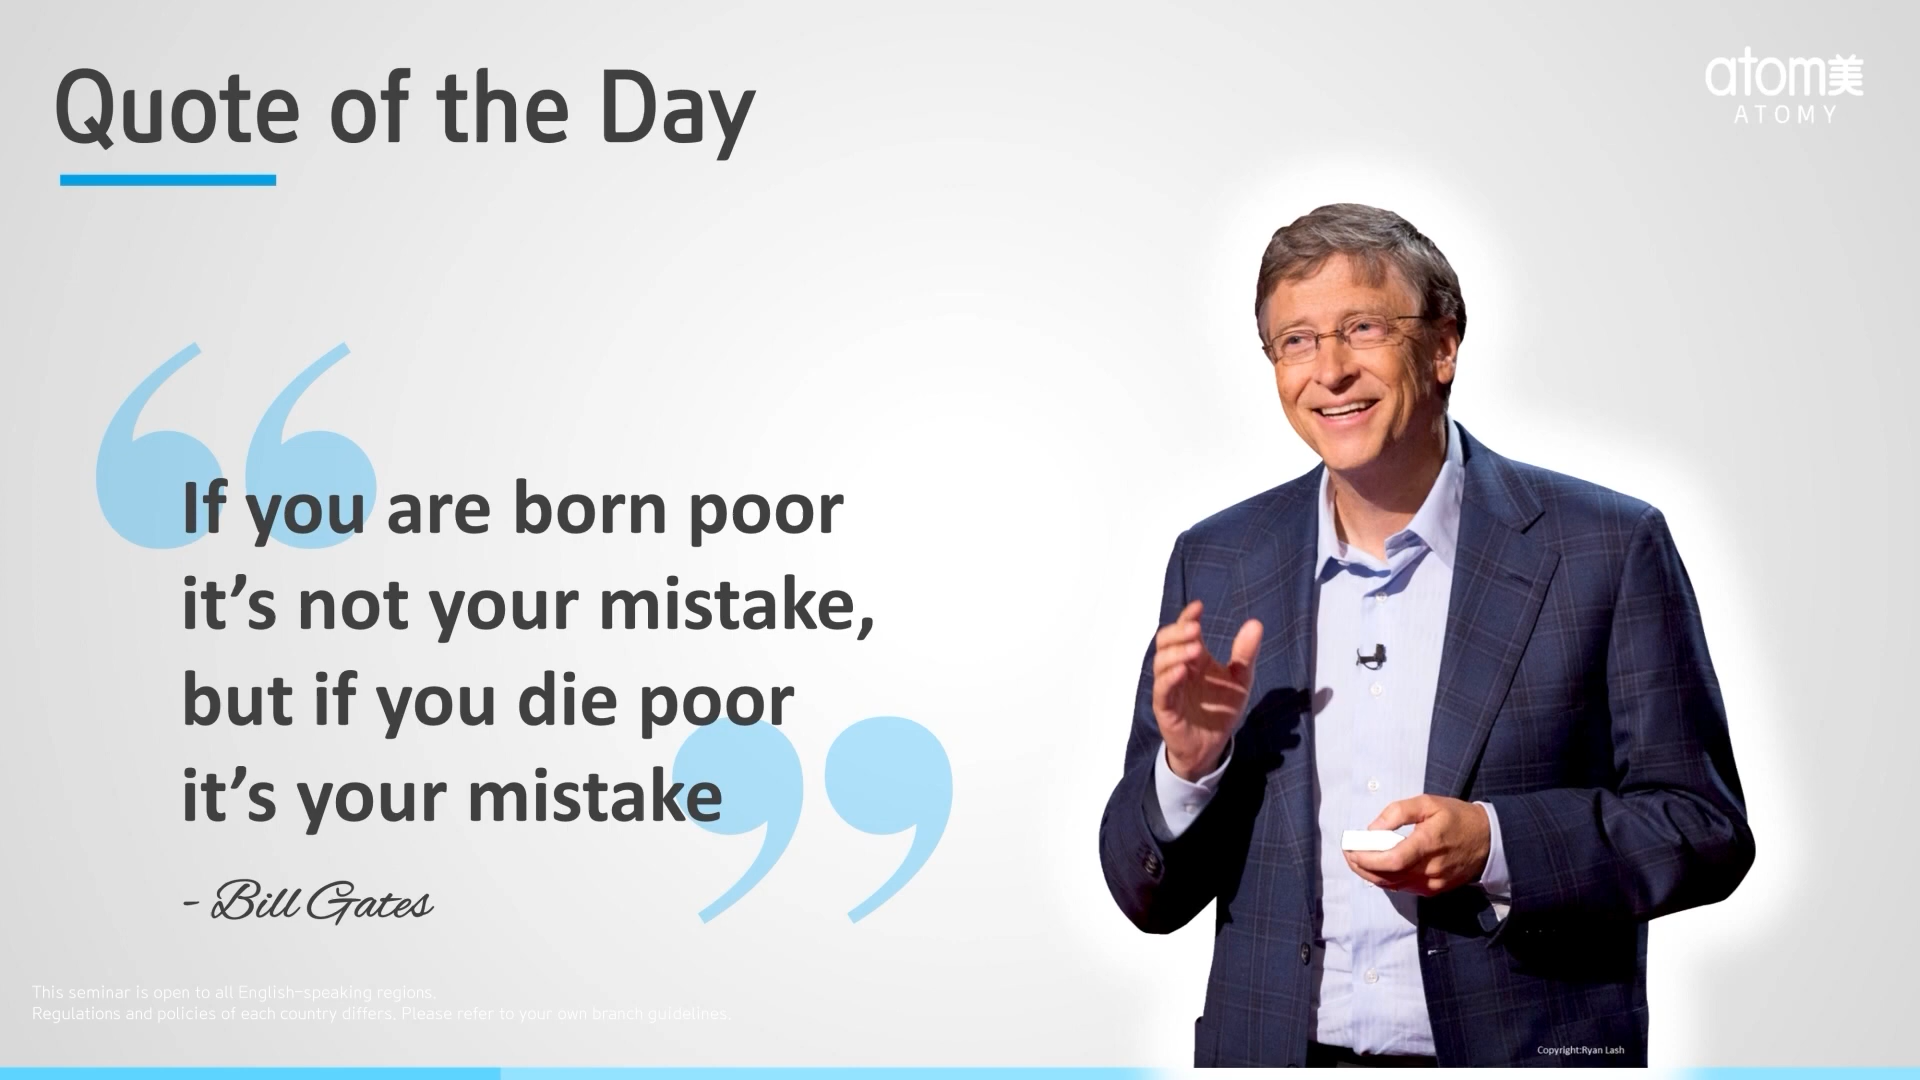 Quote of the Day
atom美
ATOMY
If you are born poor
it’s not your mistake,
but if you die poor
it’s your mistake
- Bill Gates
This seminar is open to all English-speaking regions.
Regulations and policies of each country differs. Please refer to your own branch guidelines.
Copyright:Ryan Lash